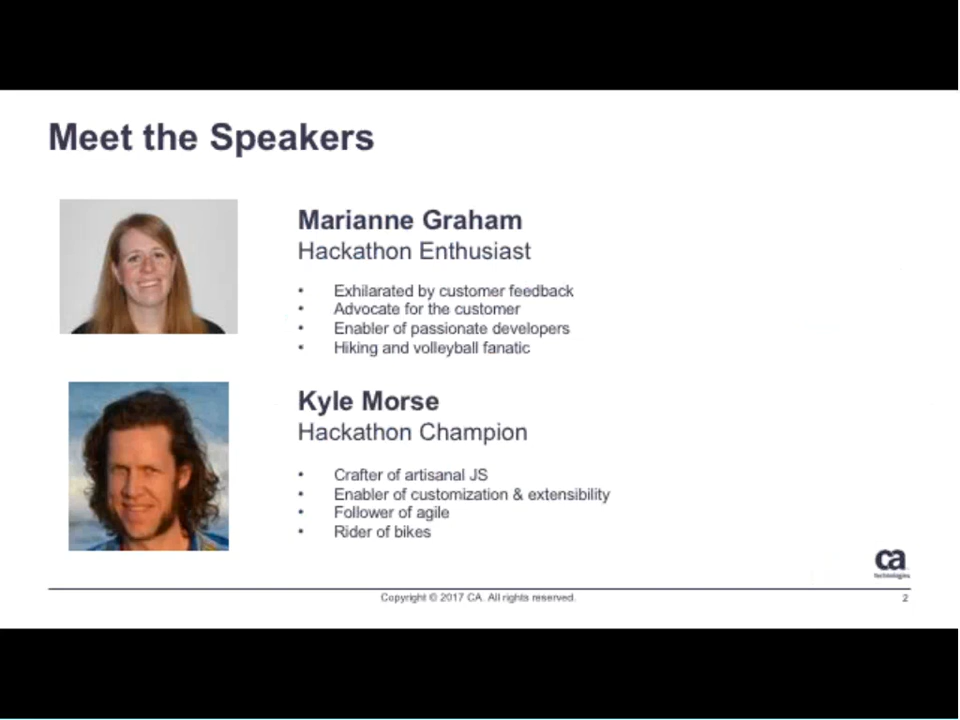 Meet the Speakers
Marianne Graham
Hackathon Enthusiast
• Exhilarated by customer feedback
• Advocate for the customer
• Enabler of passionate developers
• Hiking and volleyball fanatic
Kyle Morse
Hackathon Champion
• Crafter of artisanal JS
• Enabler of customization & extensibility
• Follower of agile
• Rider of bikes
ca
technologies
Copyright © 2017 CA. All rights reserved.
2